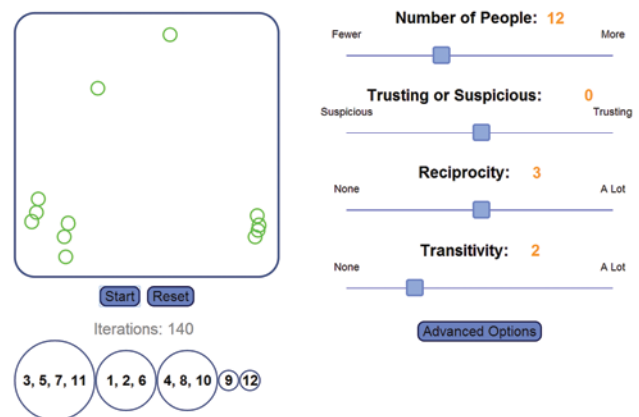 Number of People: 12
Fewer More
Trusting or Suspicious: 0
Suspicious Trusting
Reciprocity: 3
None A Lot
Transitivity: 2
None A Lot
Advanced Options
Start Reset
Iterations: 140
3, 5, 7, 11 1, 2, 6 4, 8, 10 9 12